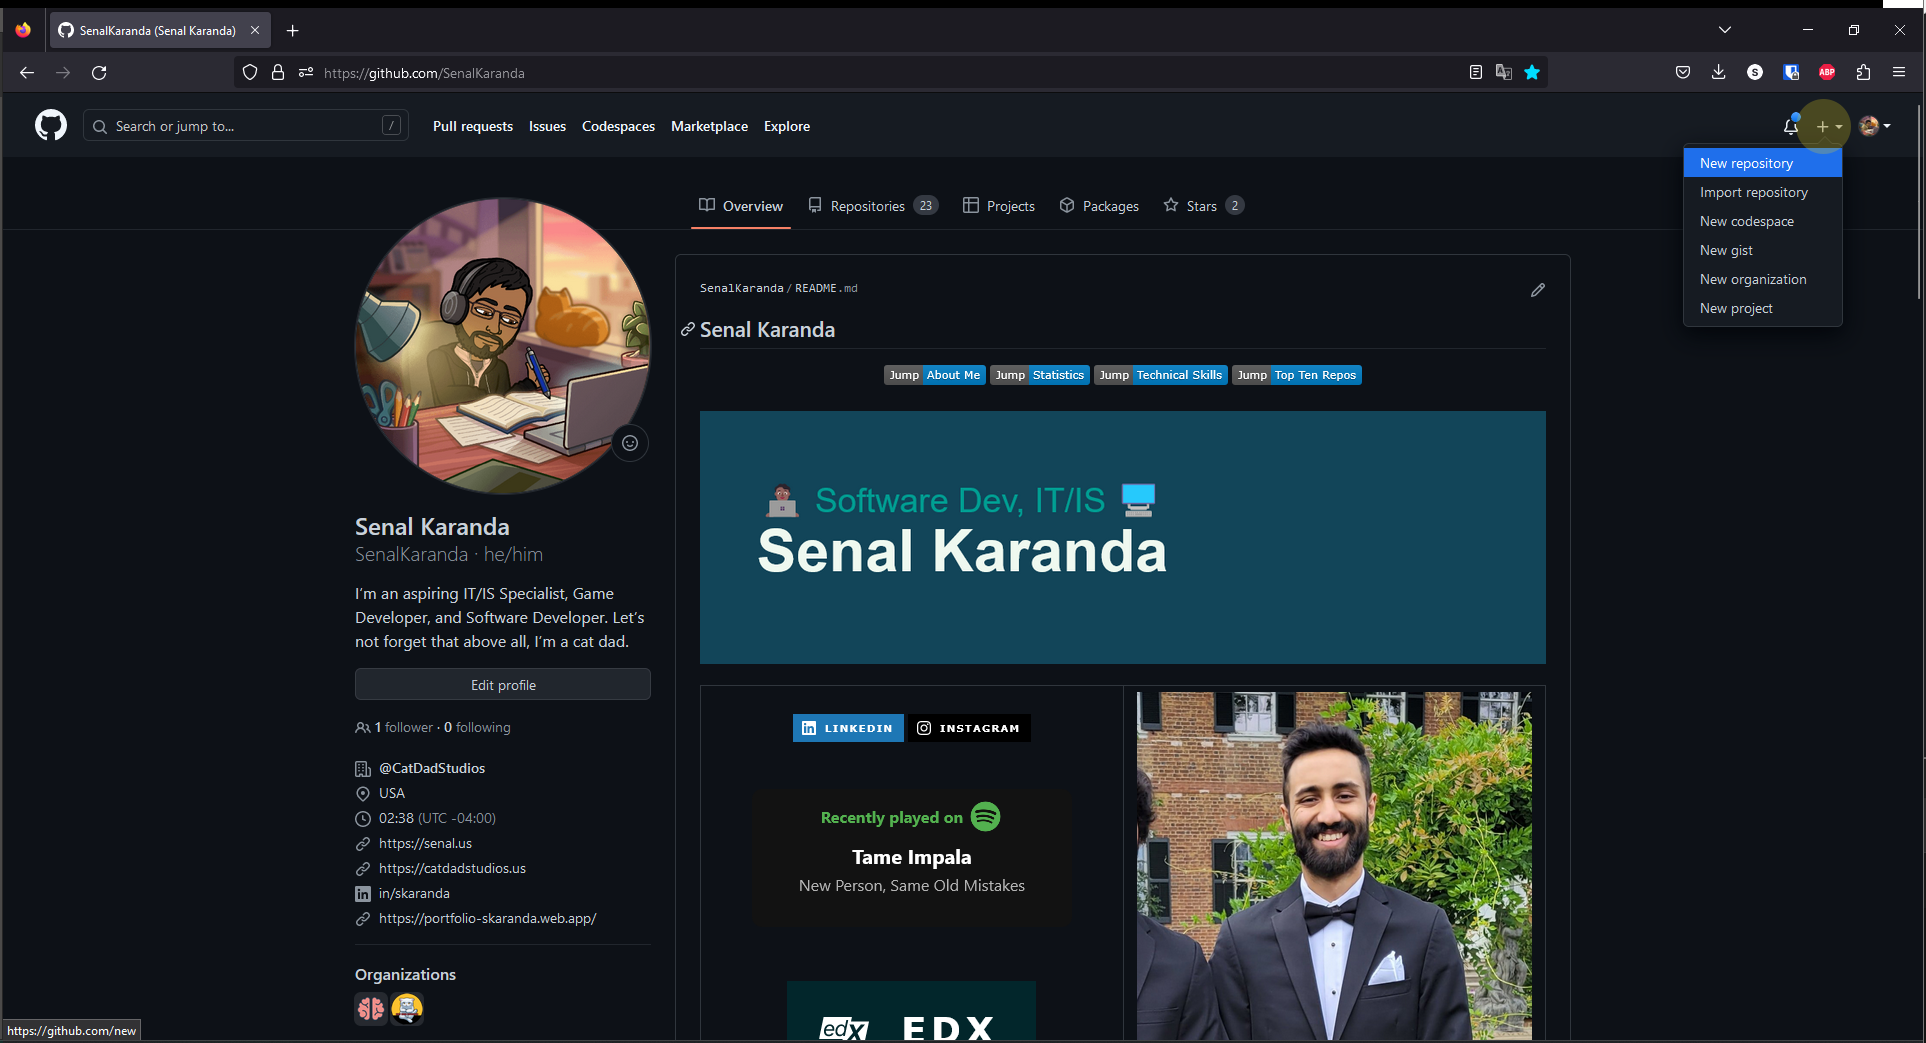 SenalKaranda (Senal Karanda)
https://github.com/SenalKaranda
S
ABP
Search or jump to...
/
Pull requests
Issues
Codespaces
Marketplace
Explore
New repository
Import repository
New codespace
New gist
New organization
New project
Overview
Repositories 23
Projects
Packages
Stars 2
SenalKaranda / README.md
Senal Karanda
Jump About Me
Jump Statistics
Jump Technical Skills
Jump Top Ten Repos
Software Dev, IT/IS
Senal Karanda
Senal Karanda
SenalKaranda · he/him
I'm an aspiring IT/IS Specialist, Game
Developer, and Software Developer. Let's
not forget that above all, I'm a cat dad.
Edit profile
1 follower · 0 following
@CatDadStudios
USA
02:38 (UTC -04:00)
https://senal.us
https://catdadstudios.us
in/skaranda
https://portfolio-skaranda.web.app/
Organizations
LINKEDIN
INSTAGRAM
Recently played on
Tame Impala
New Person, Same Old Mistakes
edX EDX
https://github.com/new